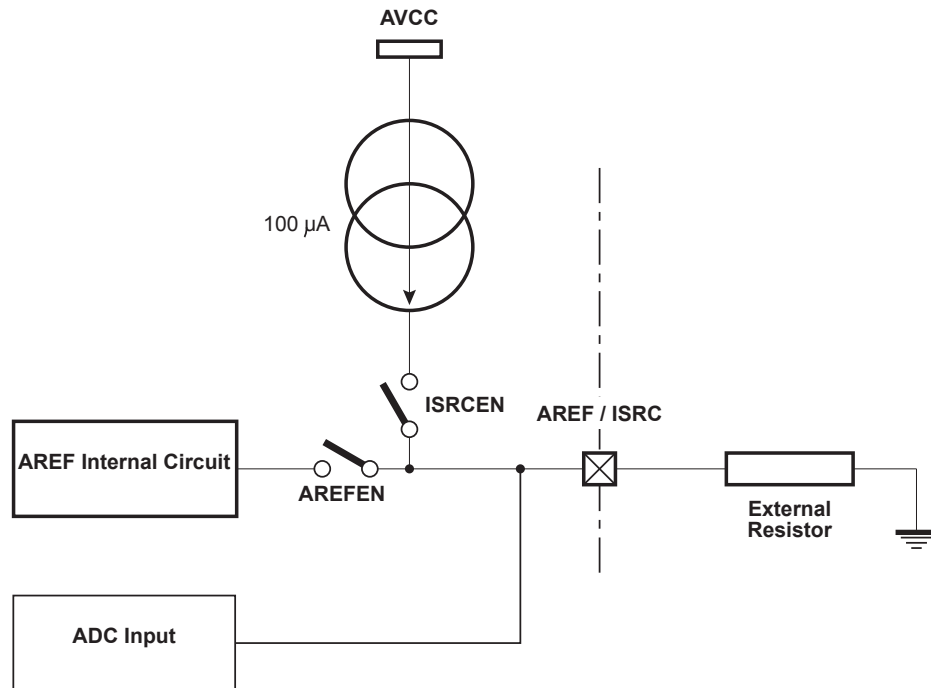 AVCC
100 µA
ISRCEN
AREF / ISRC
AREF Internal Circuit
AREFEN
External
Resistor
ADC Input